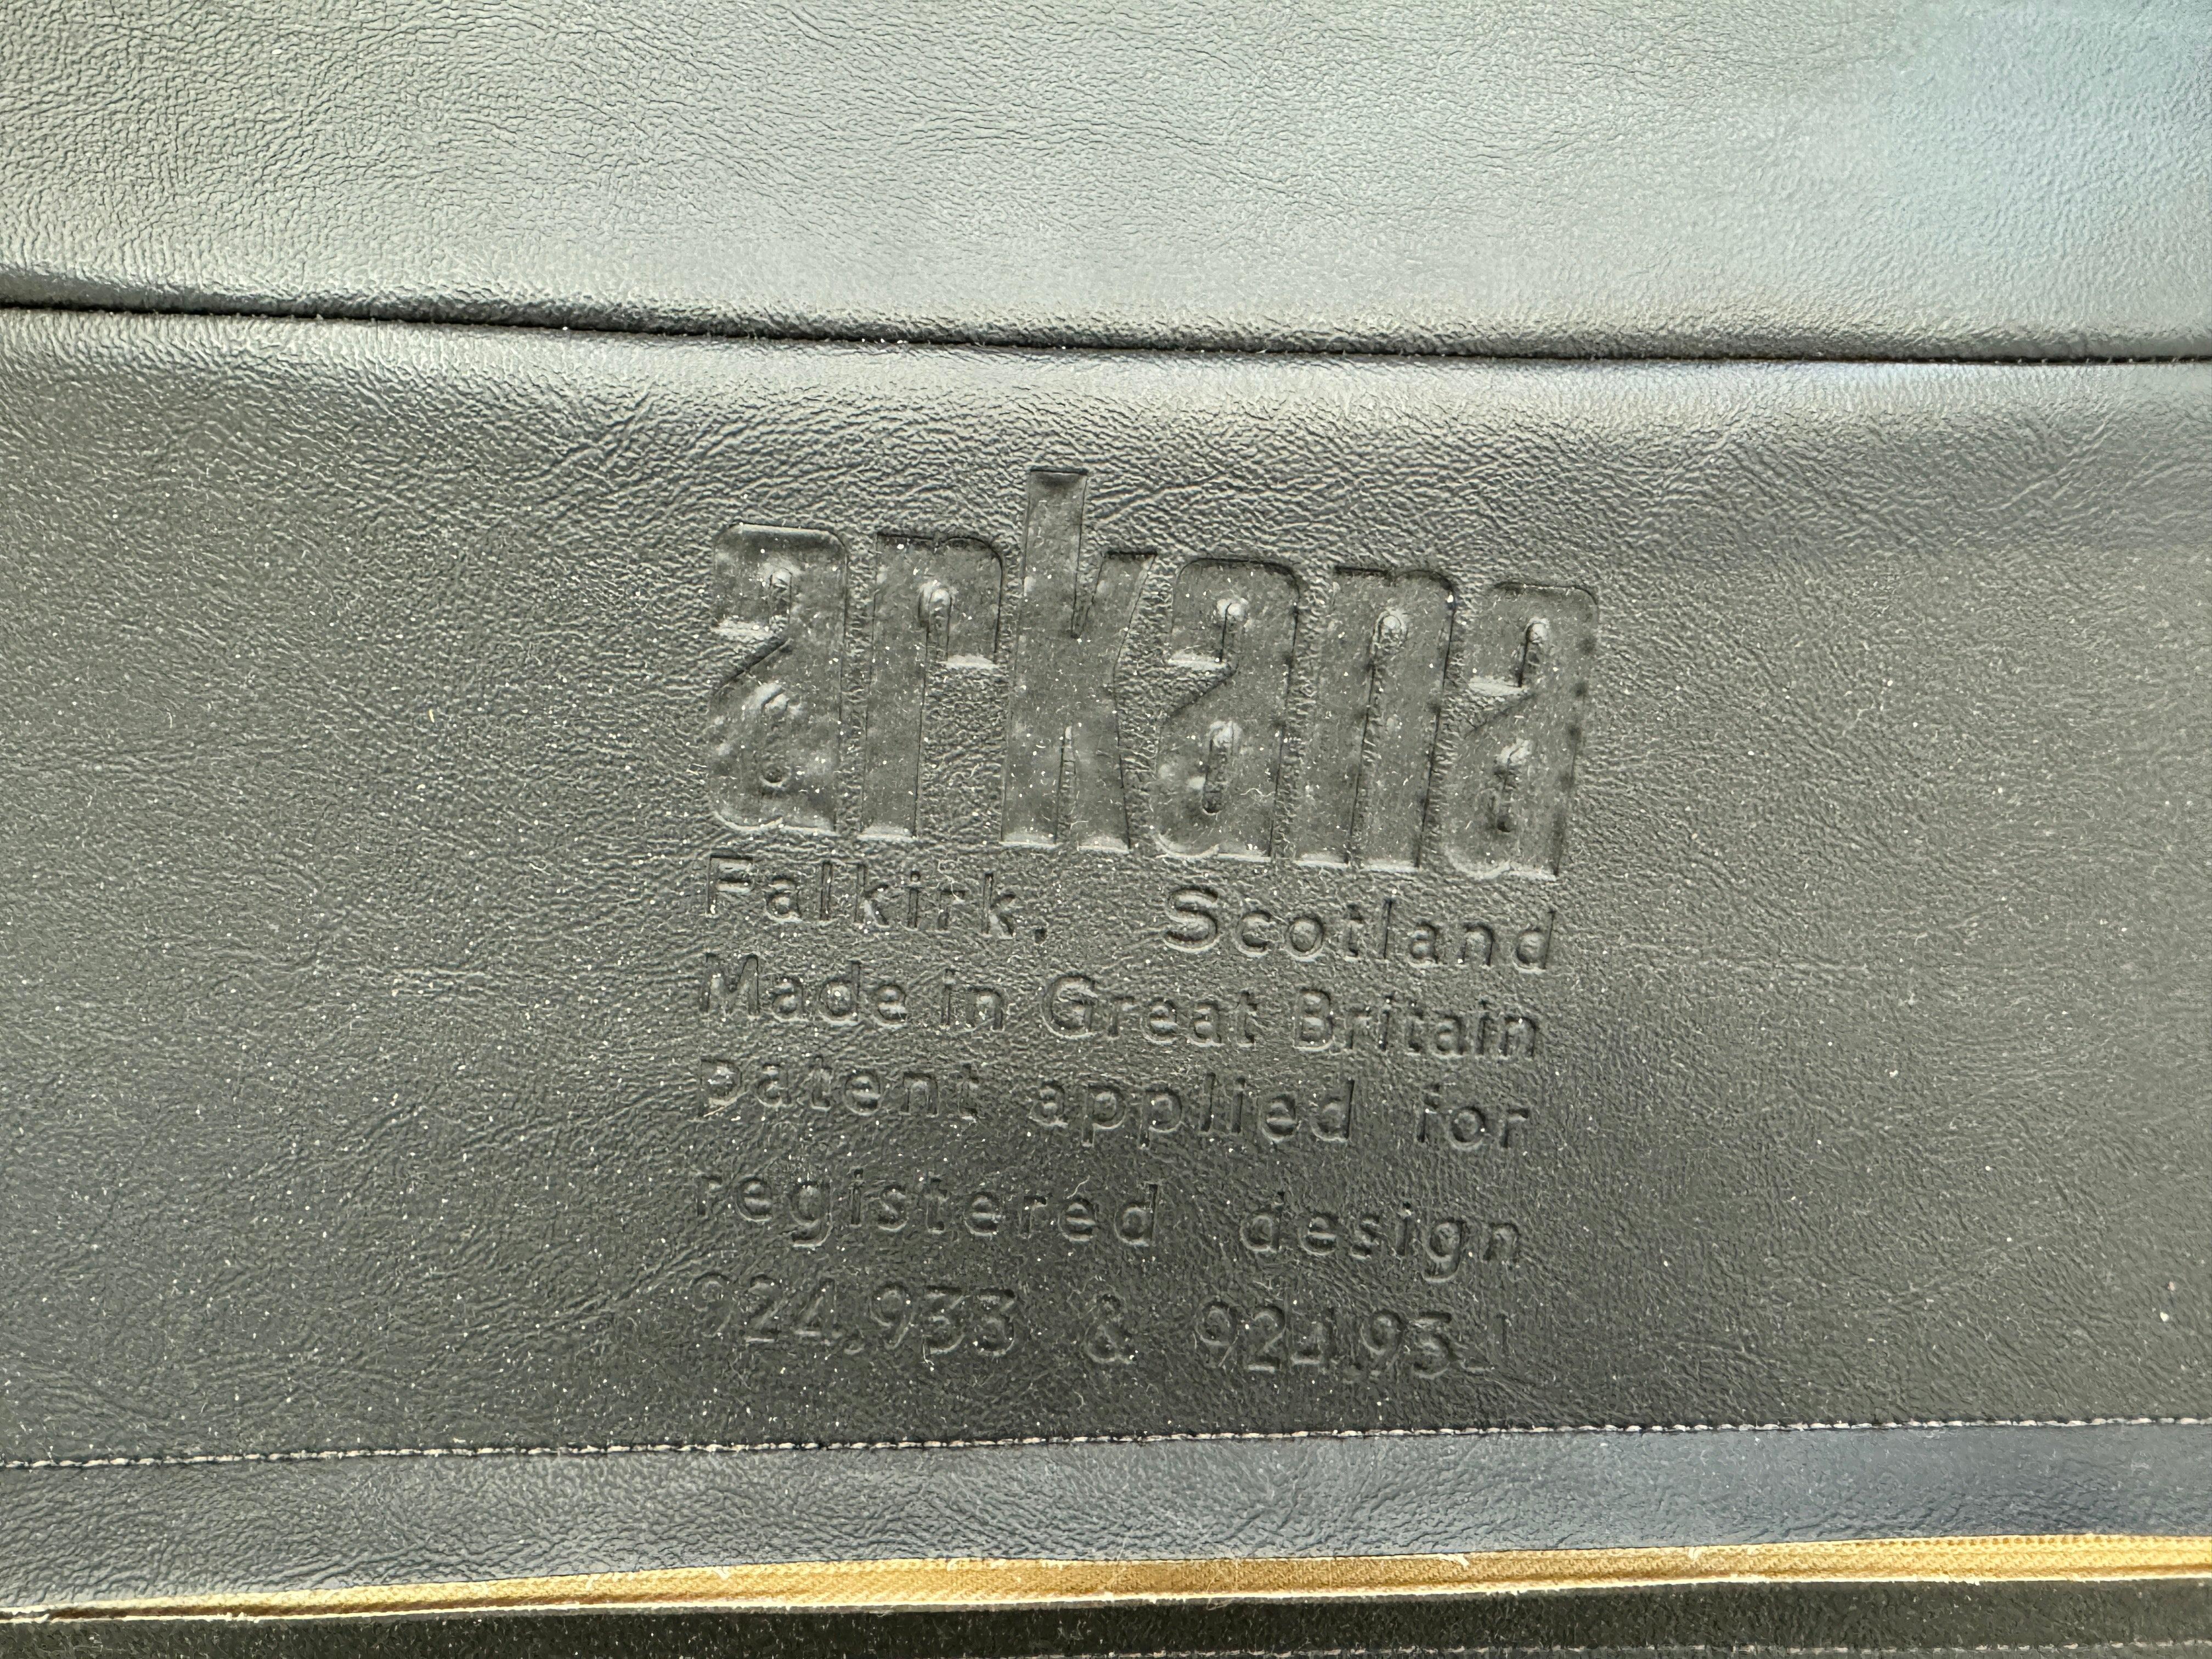 arkana
Falkirk, Scotland
Made in Great Britain
Patent applied for
registered design
924,933 &